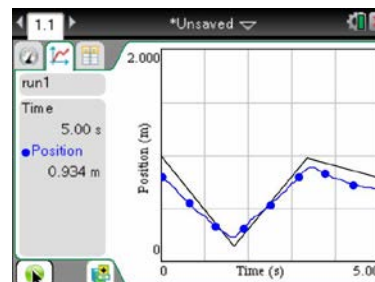 1.1
*Unsaved
2.000
run1
Time
5.00 s
Position
0.934 m
Position (m)
0
0
Time (s)
5.00